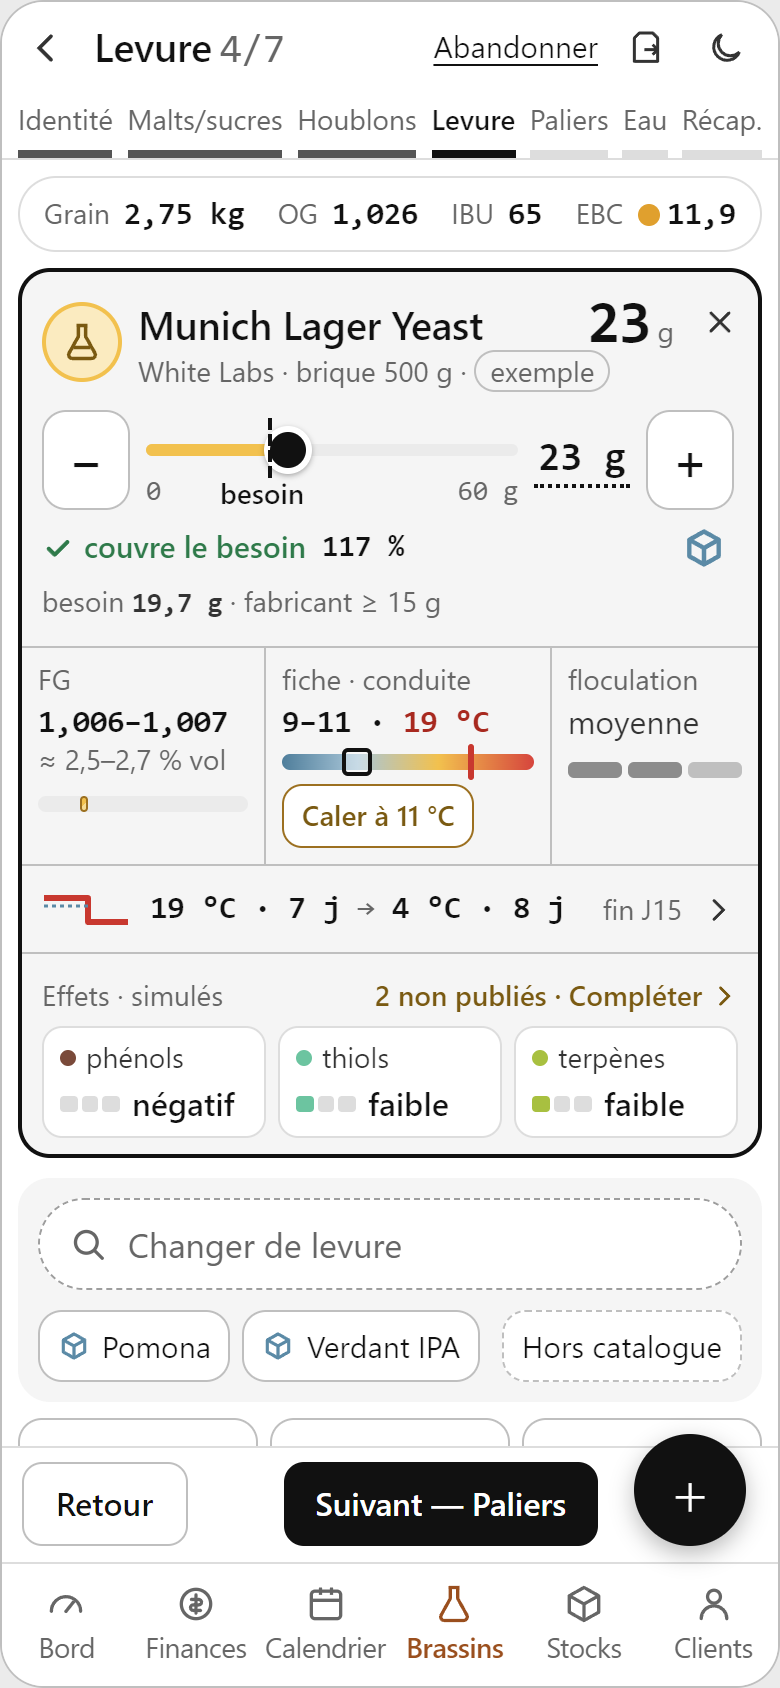 Levure 4/7 Abandonner
Identité Malts/sucres Houblons Levure Paliers Eau Récap.
Grain 2,75 kg OG 1,026 IBU 65 EBC 11,9
Munich Lager Yeast 23 g
White Labs · brique 500 g · exemple
− 23 g +
0 besoin 60 g
couvre le besoin 117 %
besoin 19,7 g · fabricant ≥ 15 g
FG fiche · conduite floculation
1,006–1,007 9–11 · 19 °C moyenne
≈ 2,5–2,7 % vol
Caler à 11 °C
19 °C · 7 j → 4 °C · 8 j fin J15
Effets · simulés 2 non publiés · Compléter
phénols thiols terpènes
négatif faible faible
Changer de levure
Pomona Verdant IPA Hors catalogue
Retour Suivant — Paliers +
Bord Finances Calendrier Brassins Stocks Clients